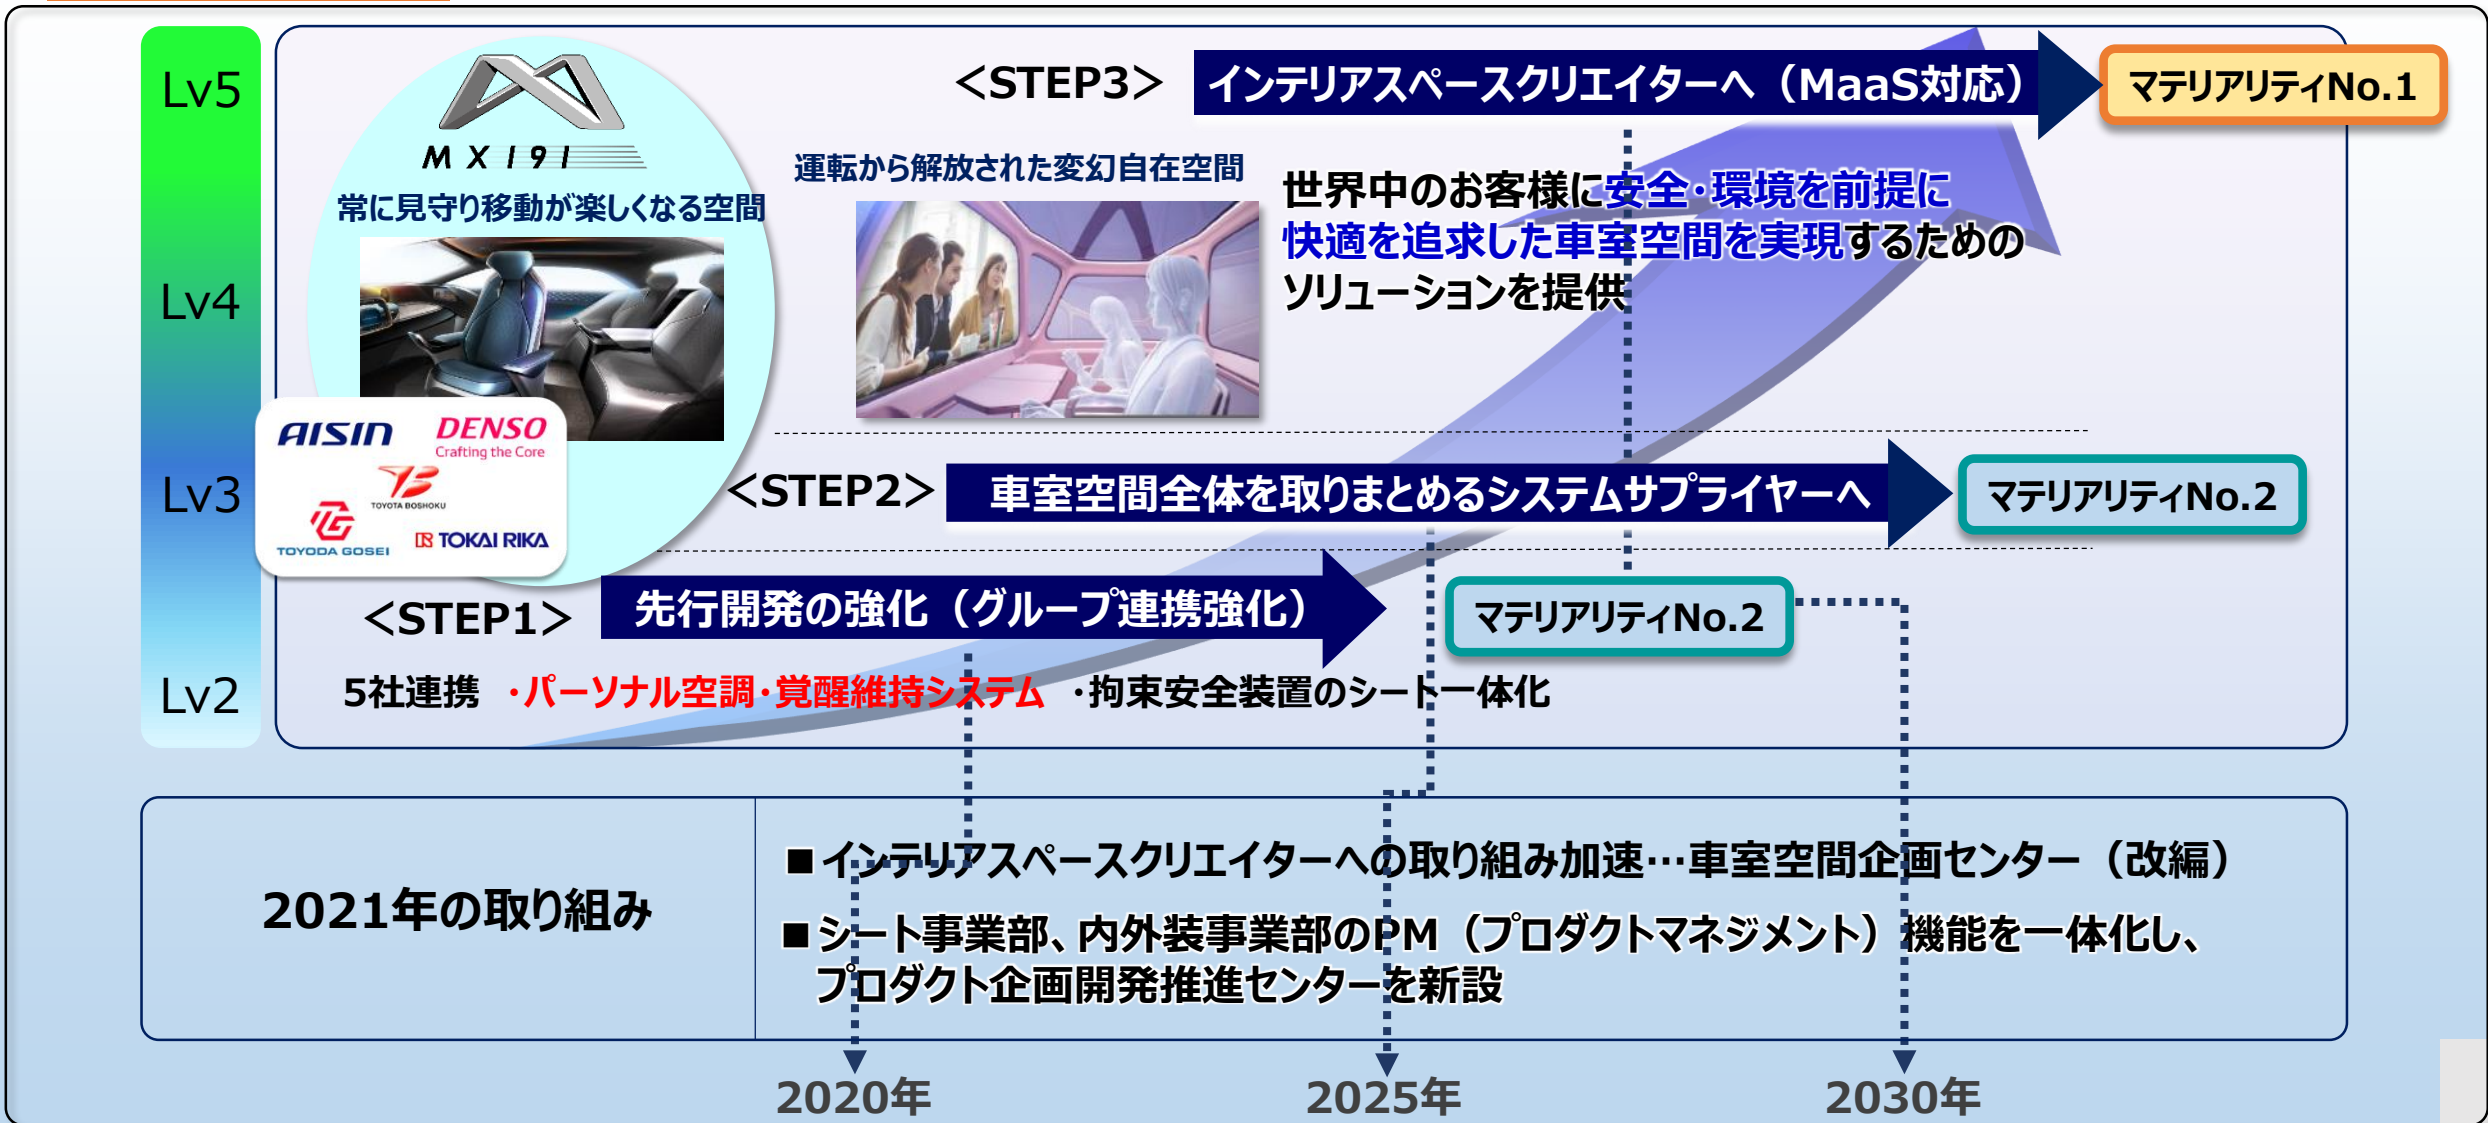 Lv5
Lv4
Lv3
Lv2
MX191
常に見守り移動が楽しくなる空間
AISIN
DENSO
Crafting the Core
TOYOTA BOSHOKU
TOYODA GOSEI
TOKAI RIKA
<STEP3>
インテリアスペースクリエイターへ（MaaS対応）
マテリアリティNo.1
運転から解放された変幻自在空間
世界中のお客様に安全・環境を前提に
快適を追求した車室空間を実現するための
ソリューションを提供
<STEP2>
車室空間全体を取りまとめるシステムサプライヤーへ
マテリアリティNo.2
<STEP1>
先行開発の強化（グループ連携強化）
マテリアリティNo.2
5社連携 ・パーソナル空調・覚醒維持システム ・拘束安全装置のシート一体化
2021年の取り組み
■インテリアスペースクリエイターへの取り組み加速…車室空間企画センター（改編）
■シート事業部、内外装事業部のPM（プロダクトマネジメント）機能を一体化し、
プロダクト企画開発推進センターを新設
2020年
2025年
2030年